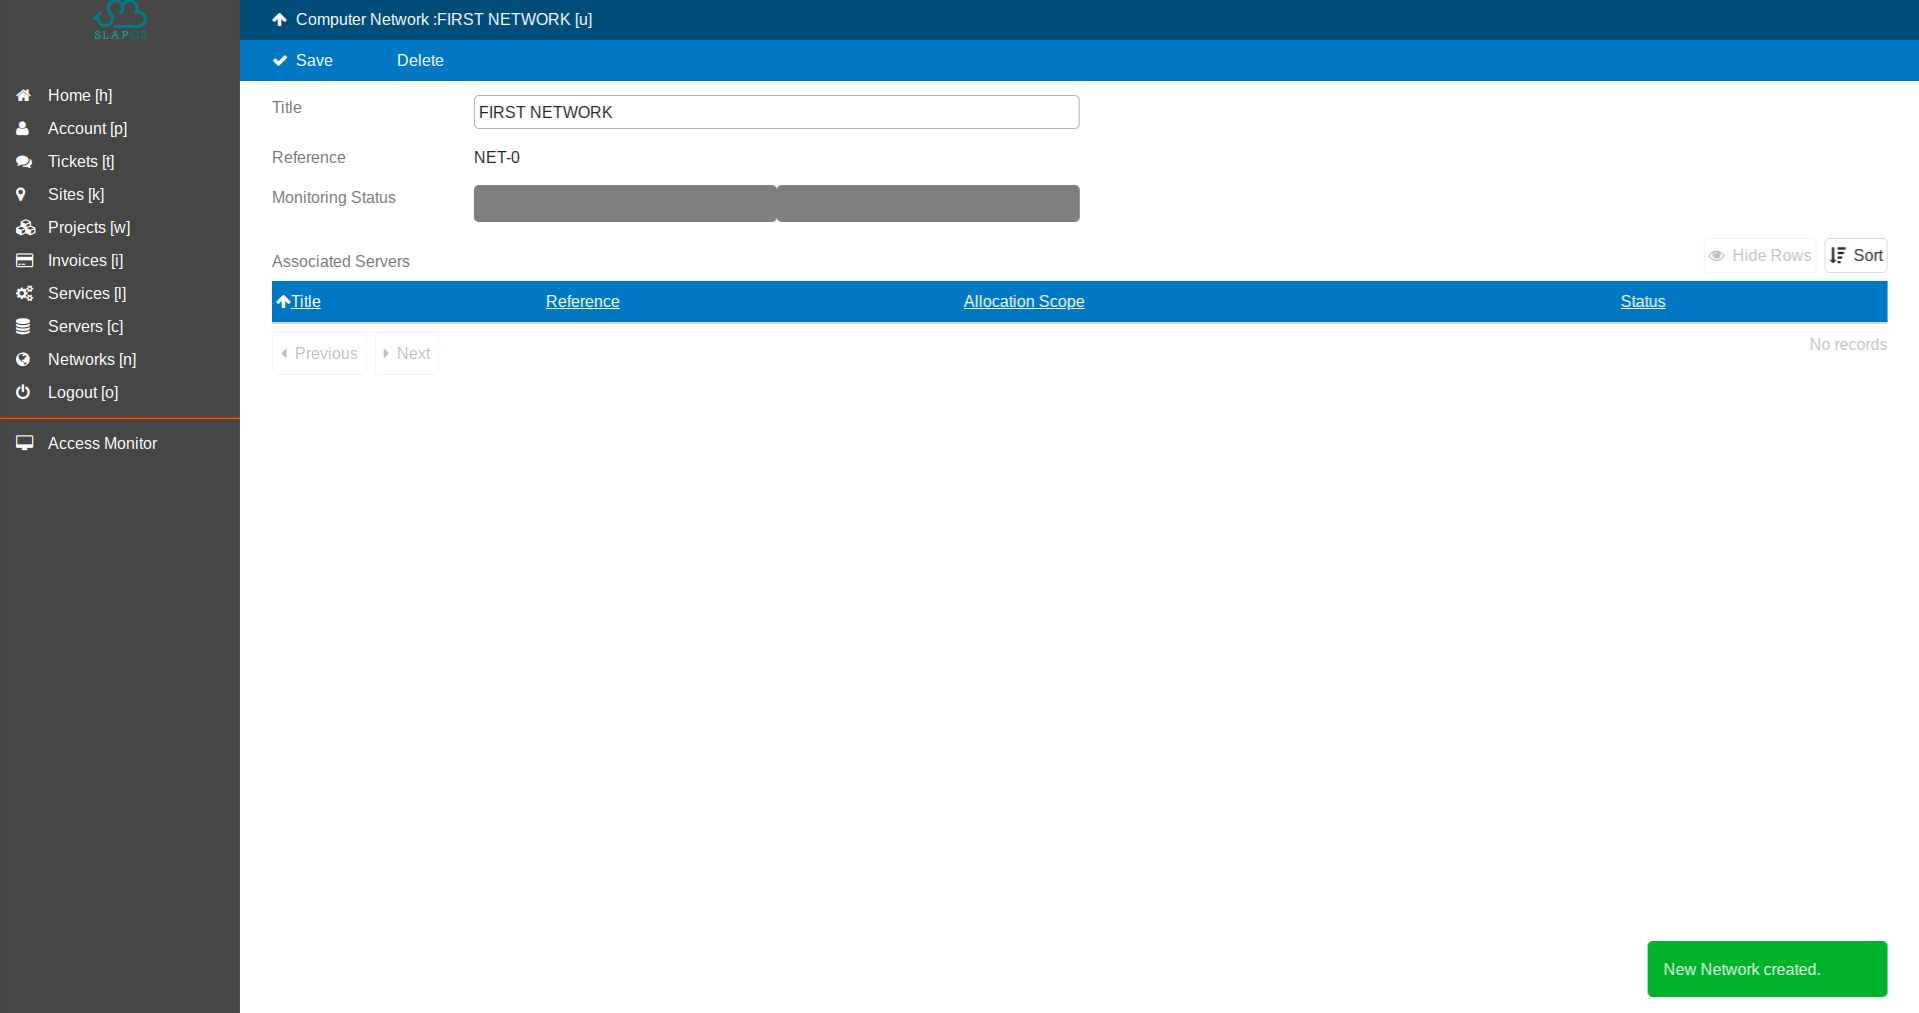 SLAPOS
Home [h]
Account [p]
Tickets [t]
Sites [k]
Projects [w]
Invoices [i]
Services [l]
Servers [c]
Networks [n]
Logout [o]
Access Monitor
Computer Network :FIRST NETWORK [u]
Save Delete
Title FIRST NETWORK
Reference NET-0
Monitoring Status
Associated Servers Hide Rows Sort
Title Reference Allocation Scope Status
Previous Next No records
New Network created.